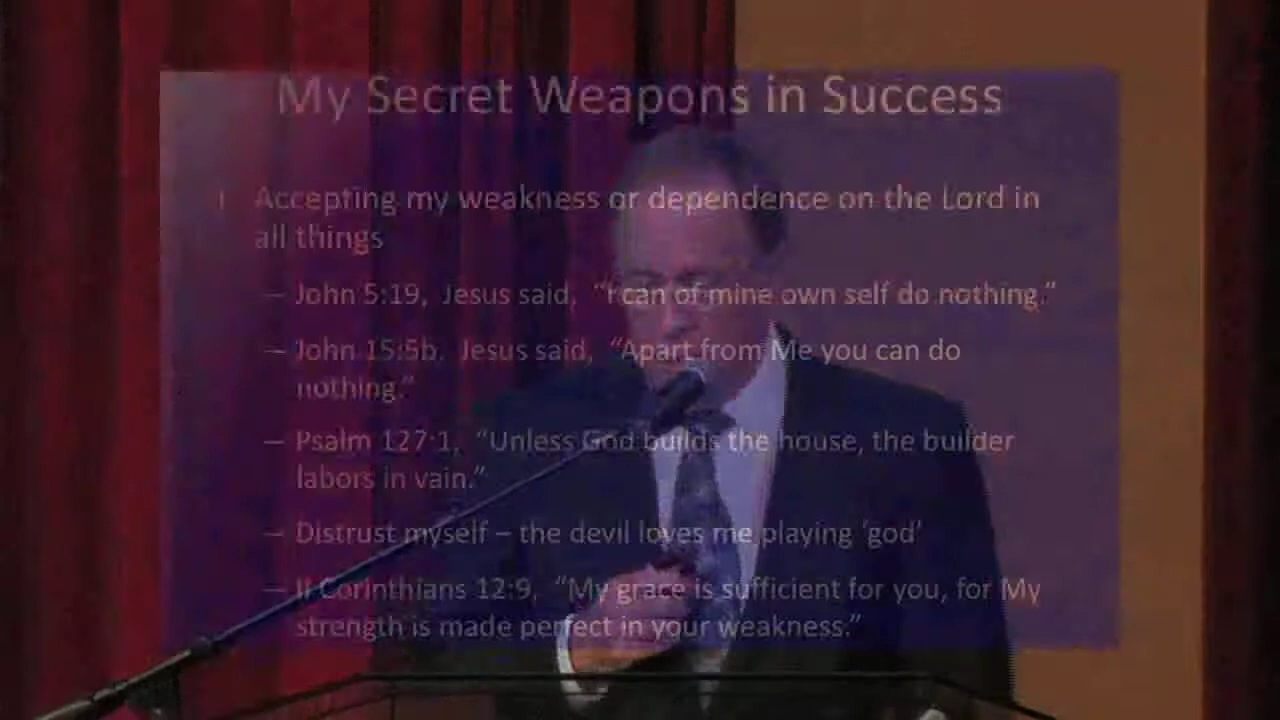 My Secret Weapons in Success
I Accepting my weakness or dependence on the Lord in
all things
– John 5:19, Jesus said, “I can of mine own self do nothing.”
– John 15:5b. Jesus said, “Apart from Me you can do
nothing.”
– Psalm 127:1, “Unless God builds the house, the builder
labors in vain.”
– Distrust myself – the devil loves me playing ‘god’
– II Corinthians 12:9, “My grace is sufficient for you, for My
strength is made perfect in your weakness.”